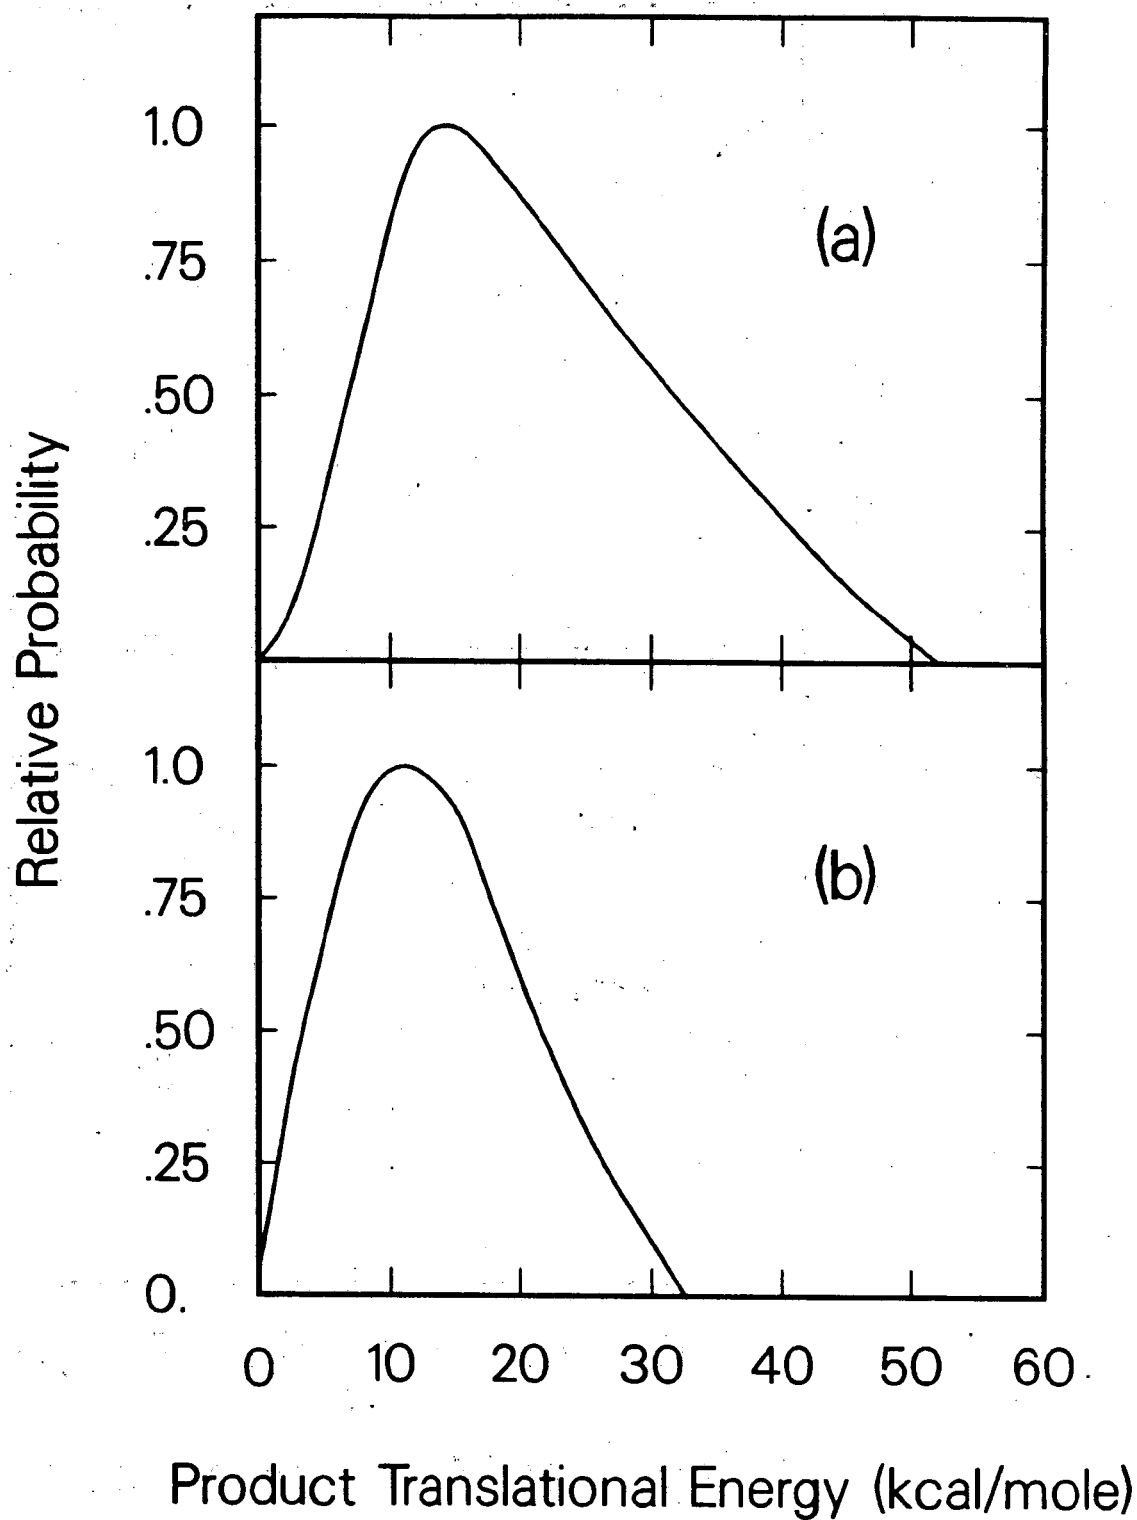 1.0
(a)
.75
.50
.25
Relative Probability
1.0
(b)
.75
.50
.25
0.
0 10 20 30 40 50 60
Product Translational Energy (kcal/mole)